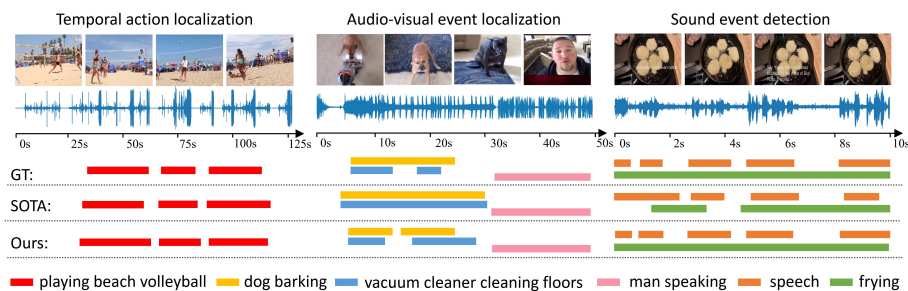 Temporal action localization
Audio-visual event localization
Sound event detection
0s 25s 50s 75s 100s 125s
0s 10s 20s 30s 40s 50s
0s 2s 4s 6s 8s 10s
GT:
SOTA:
Ours:
playing beach volleyball dog barking vacuum cleaner cleaning floors man speaking speech frying